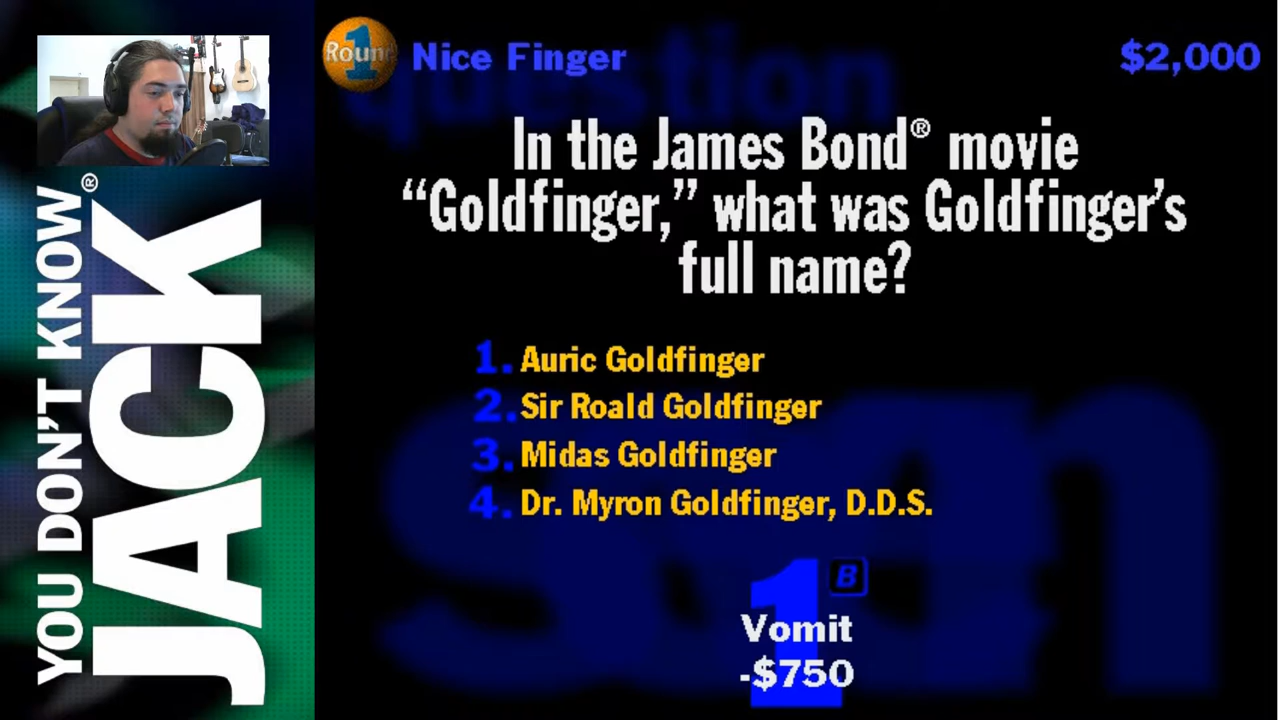 Round 1
Nice Finger
$2,000
question
In the James Bond® movie
“Goldfinger,” what was Goldfinger’s
full name?
1. Auric Goldfinger
2. Sir Roald Goldfinger
3. Midas Goldfinger
4. Dr. Myron Goldfinger, D.D.S.
1 B
Vomit
-$750
YOU DON'T KNOW
JACK®